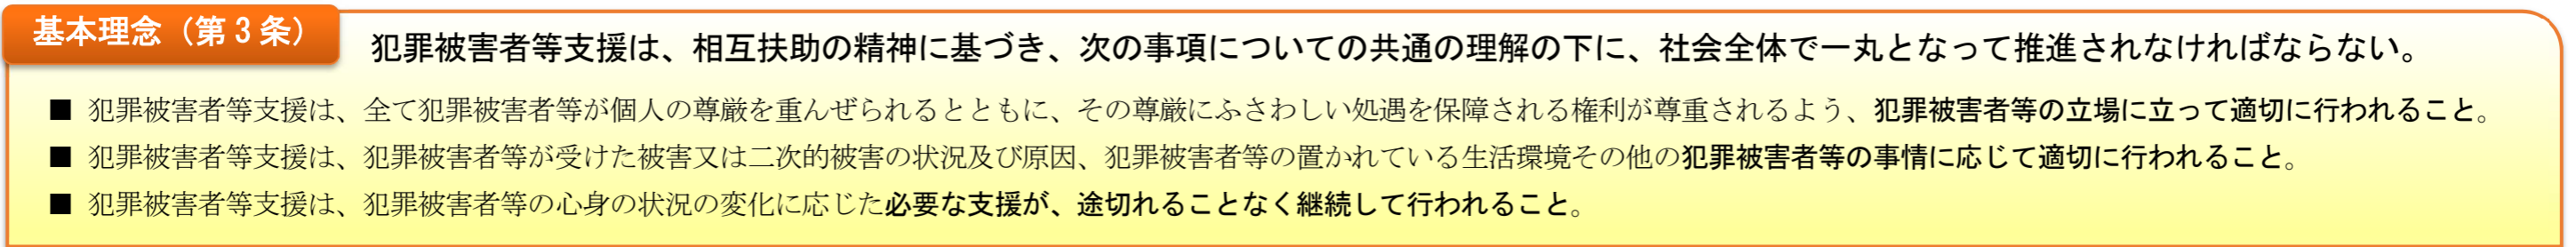 基本理念（第３条）
犯罪被害者等支援は、相互扶助の精神に基づき、次の事項についての共通の理解の下に、社会全体で一丸となって推進されなければならない。
■ 犯罪被害者等支援は、全て犯罪被害者等が個人の尊厳を重んぜられるとともに、その尊厳にふさわしい処遇を保障される権利が尊重されるよう、犯罪被害者等の立場に立って適切に行われること。
■ 犯罪被害者等支援は、犯罪被害者等が受けた被害又は二次的被害の状況及び原因、犯罪被害者等の置かれている生活環境その他の犯罪被害者等の事情に応じて適切に行われること。
■ 犯罪被害者等支援は、犯罪被害者等の心身の状況の変化に応じた必要な支援が、途切れることなく継続して行われること。